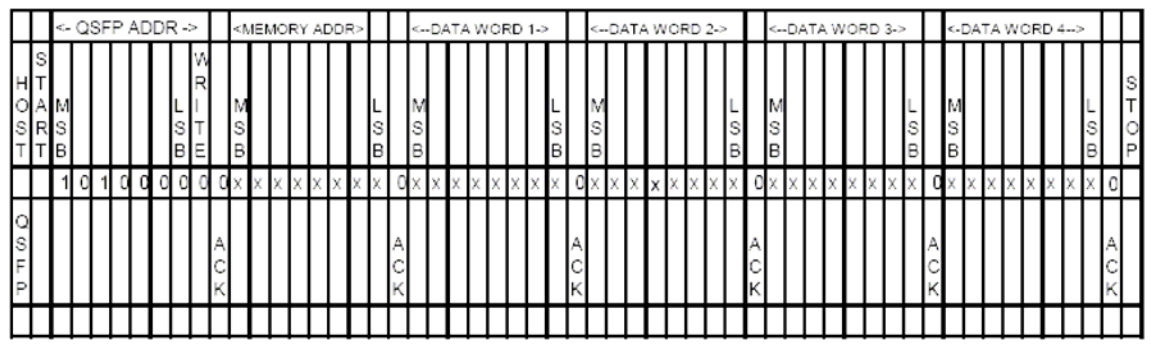 <- QSFP ADDR -> <MEMORY ADDR> <--DATA WORD 1-> <--DATA WORD 2-> <--DATA WORD 3-> <-DATA WORD 4-->
HOST START MSB LSB WRITE MSB LSB MSB LSB MSB LSB MSB LSB MSB LSB STOP
1 0 1 0 0 0 0 0 0 x x x x x x x x 0 x x x x x x x x 0 x x x x x x x x 0 x x x x x x x x 0 x x x x x x x x 0
QSFP ACK ACK ACK ACK ACK ACK